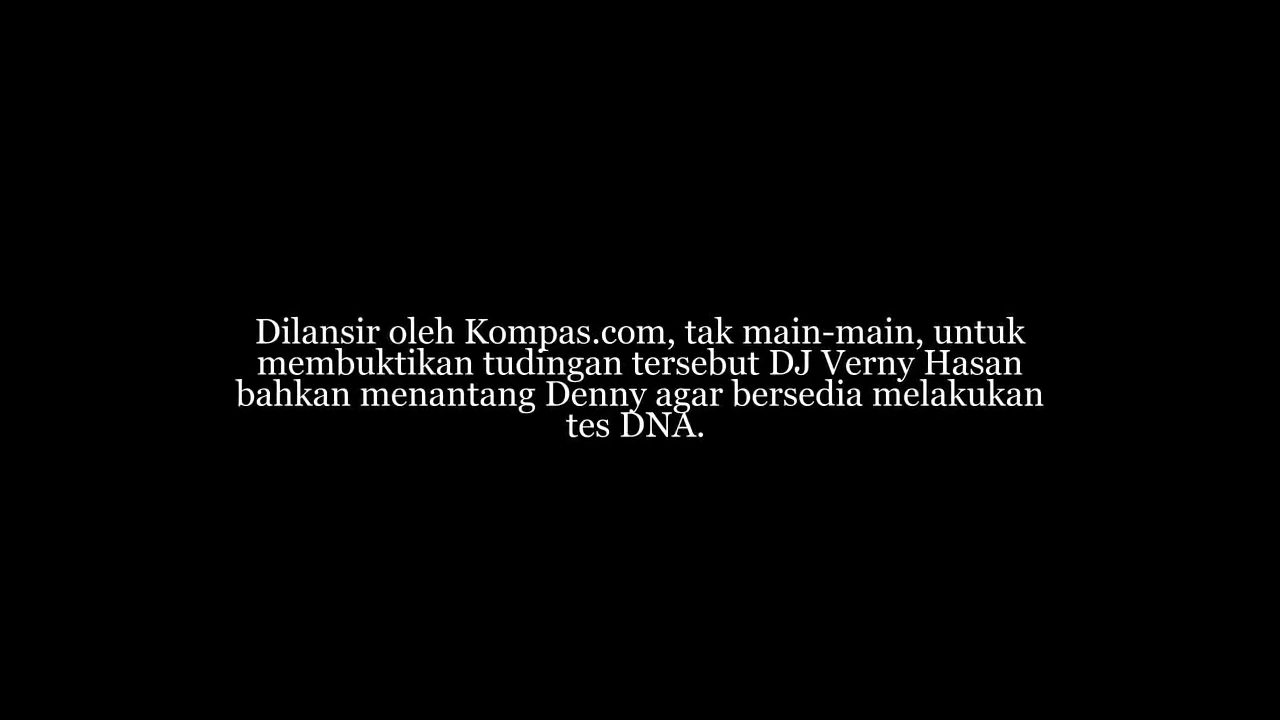 Dilansir oleh Kompas.com, tak main-main, untuk
membuktikan tudingan tersebut DJ Verny Hasan
bahkan menantang Denny agar bersedia melakukan
tes DNA.